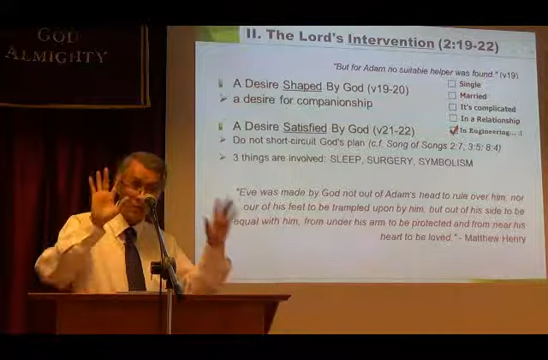 GOD
ALMIGHTY
II. The Lord's Intervention (2:19-22)
"But for Adam no suitable helper was found." (v19)
A Desire Shaped By God (v19-20)
a desire for companionship
Single
Married
It's complicated
In a Relationship
In Engineering...
A Desire Satisfied By God (v21-22)
Do not short-circuit God's plan (c.f. Song of Songs 2:7; 3:5; 8:4)
3 things are involved: SLEEP, SURGERY, SYMBOLISM
"Eve was made by God not out of Adam's head to rule over him, nor
our of his feet to be trampled upon by him, but out of his side to be
equal with him, from under his arm to be protected and from near his
heart to be loved." - Matthew Henry